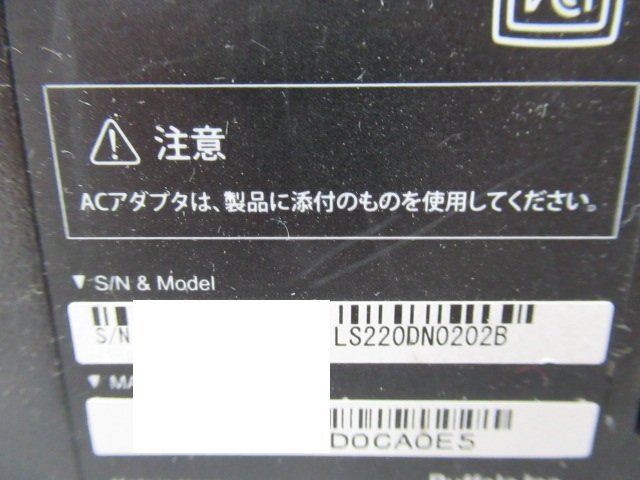 注意
ACアダプタは、製品に添付のものを使用してください。
▼ S/N & Model
S/N LS220DN0202B
▼ MA
D0CA0E5